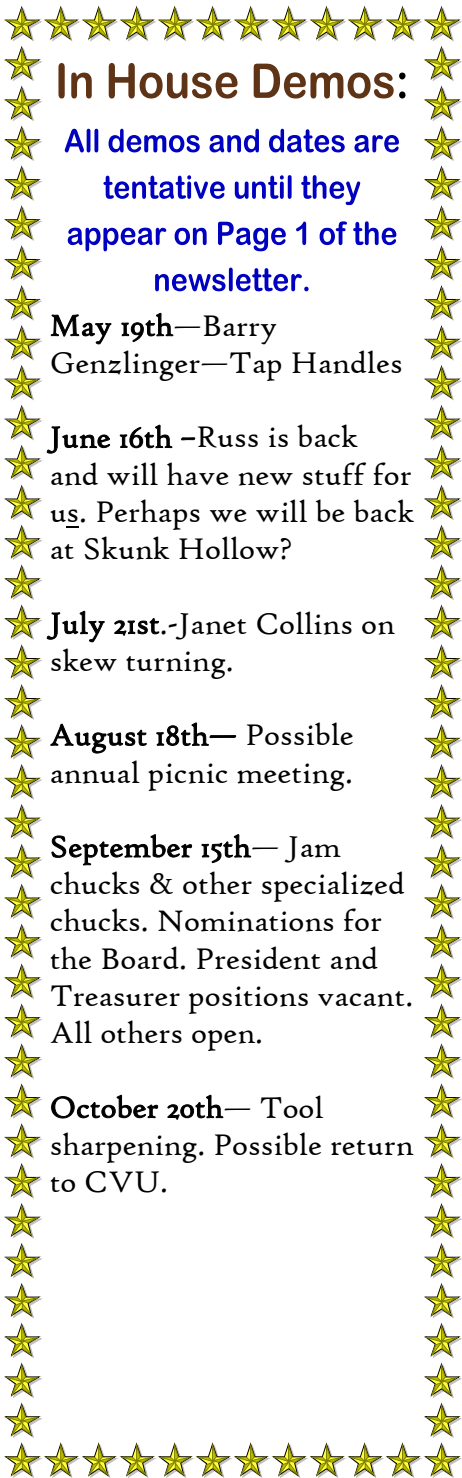 In House Demos:
All demos and dates are
tentative until they
appear on Page 1 of the
newsletter.
May 19th—Barry
Genzlinger—Tap Handles
June 16th –Russ is back
and will have new stuff for
us. Perhaps we will be back
at Skunk Hollow?
July 21st.-Janet Collins on
skew turning.
August 18th— Possible
annual picnic meeting.
September 15th— Jam
chucks & other specialized
chucks. Nominations for
the Board. President and
Treasurer positions vacant.
All others open.
October 20th— Tool
sharpening. Possible return
to CVU.